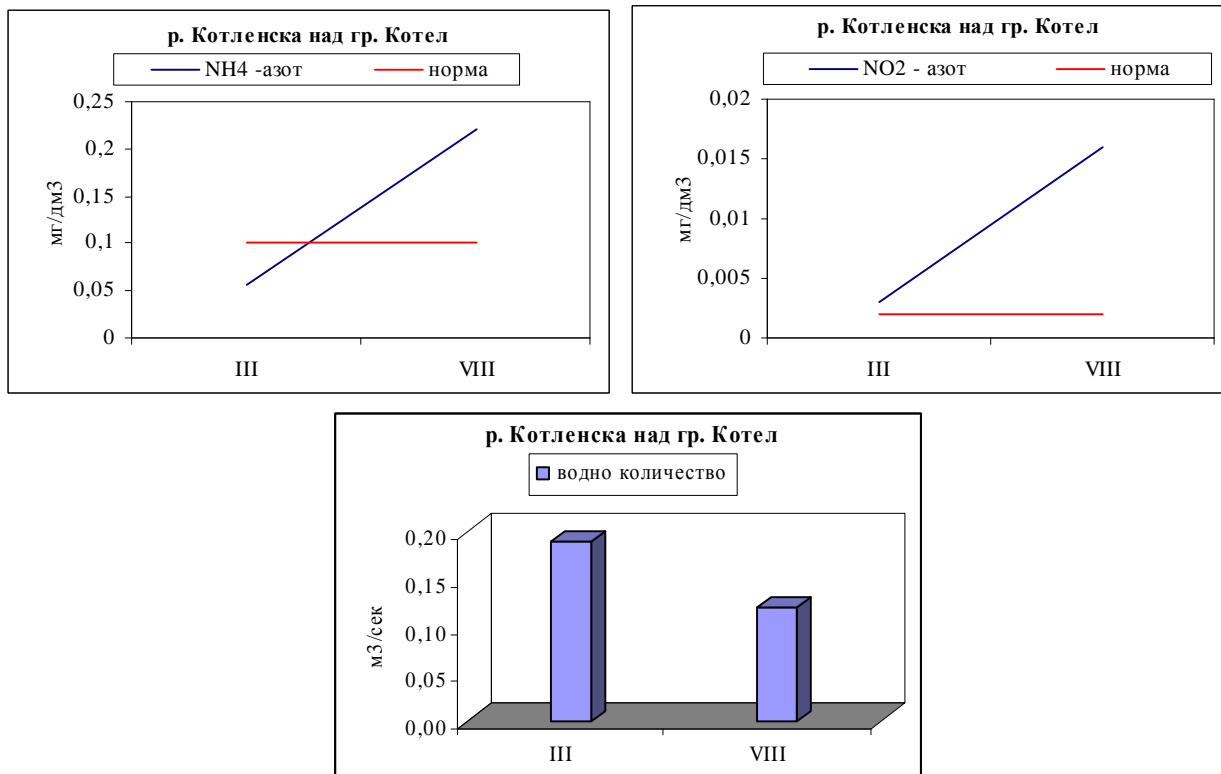 р. Котленска над гр. Котел
NH4 -азот норма
0,25
0,2
0,15
0,1
0,05
0
мг/дм3
III VIII
р. Котленска над гр. Котел
NO2 - азот норма
0,02
0,015
0,01
0,005
0
мг/дм3
III VIII
р. Котленска над гр. Котел
водно количество
0,20
0,15
0,10
0,05
0,00
м3/сек
III VIII